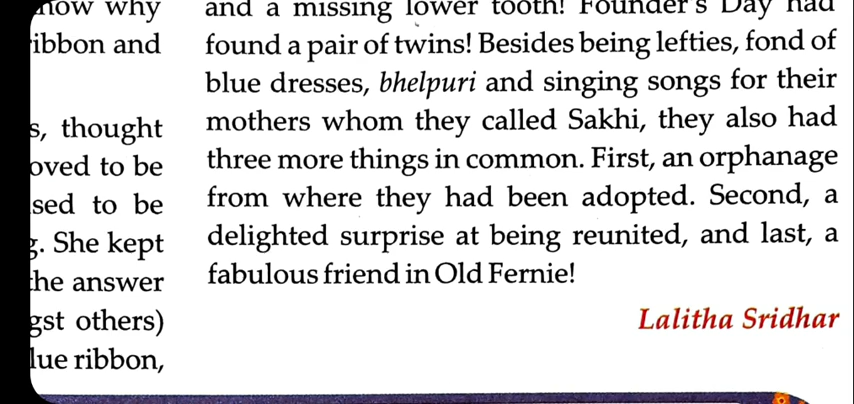 now why
ribbon and
s, thought
oved to be
sed to be
g. She kept
the answer
gst others)
lue ribbon,
and a missing lower tooth! Founder's Day had
found a pair of twins! Besides being lefties, fond of
blue dresses, bhelpuri and singing songs for their
mothers whom they called Sakhi, they also had
three more things in common. First, an orphanage
from where they had been adopted. Second, a
delighted surprise at being reunited, and last, a
fabulous friend in Old Fernie!
Lalitha Sridhar